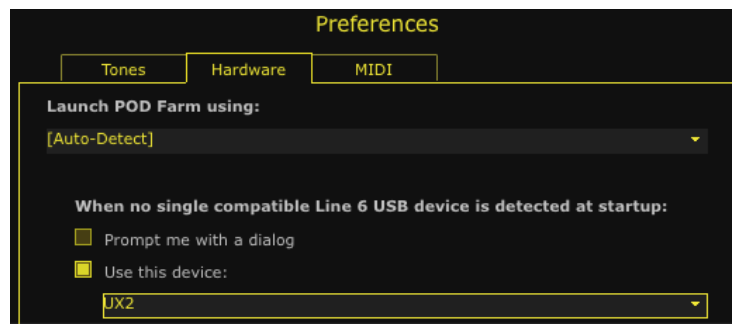 Preferences
Tones Hardware MIDI
Launch POD Farm using:
[Auto-Detect]
When no single compatible Line 6 USB device is detected at startup:
Prompt me with a dialog
Use this device:
UX2